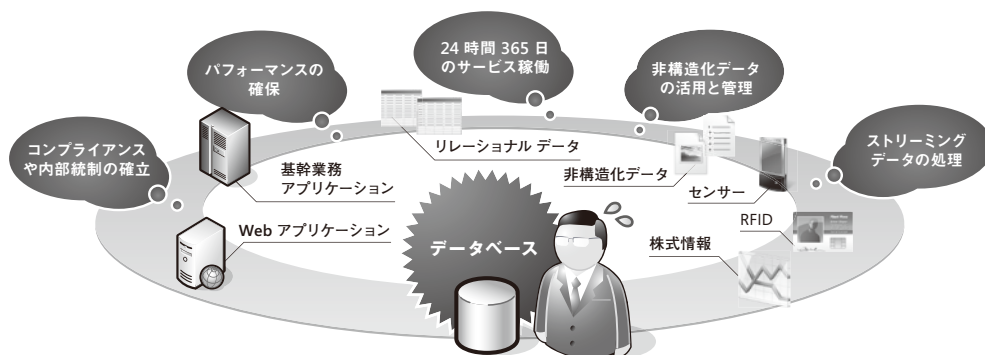 24 時間 365 日
のサービス稼働
パフォーマンスの
確保
非構造化データ
の活用と管理
コンプライアンス
や内部統制の確立
ストリーミング
データの処理
リレーショナル データ
基幹業務
アプリケーション
非構造化データ
センサー
Web アプリケーション
RFID
株式情報
データベース